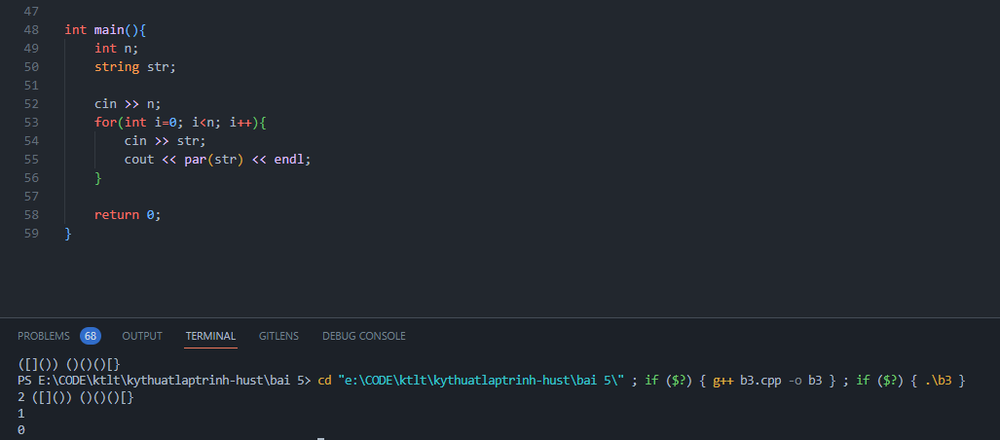 47
48 int main(){
49 int n;
50 string str;
51
52 cin >> n;
53 for(int i=0; i<n; i++){
54 cin >> str;
55 cout << par(str) << endl;
56 }
57
58 return 0;
59 }
PROBLEMS 68 OUTPUT TERMINAL GITLENS DEBUG CONSOLE
([]()) ()()()[}
PS E:\CODE\ktlt\kythuatlaptrinh-hust\bai 5> cd "e:\CODE\ktlt\kythuatlaptrinh-hust\bai 5\" ; if ($?) { g++ b3.cpp -o b3 } ; if ($?) { .\b3 }
2 ([]()) ()()()[}
1
0